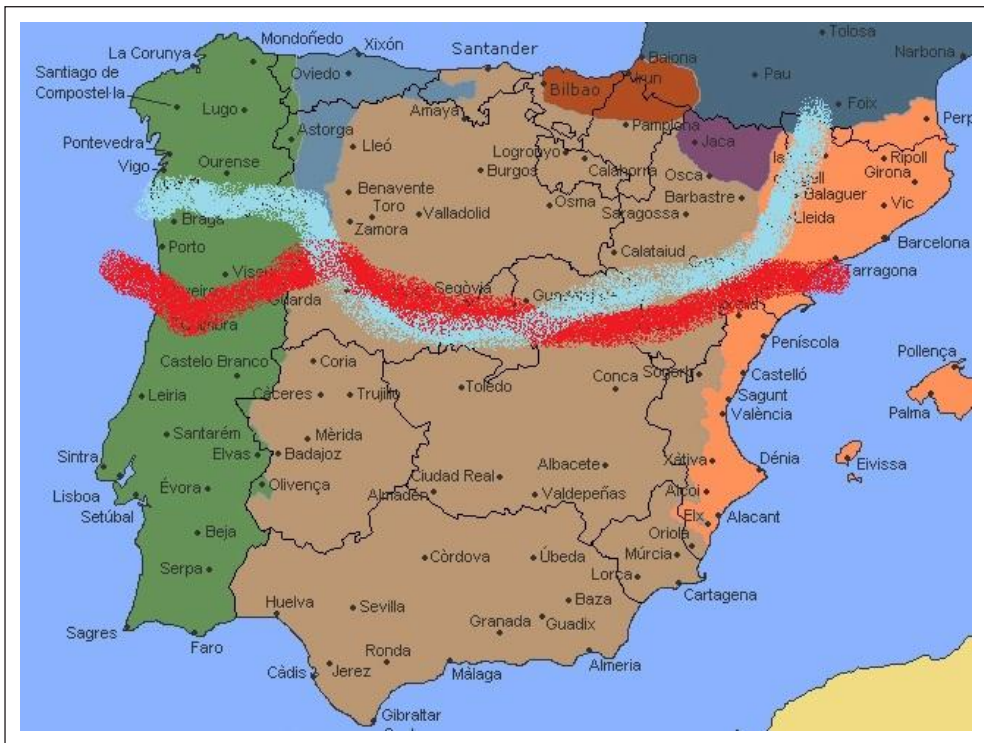 Mondoñedo
Xixón
La Corunya
Santander
Tolosa
Narbona
Baiona
Oviedo
Santiago de
Compostel·la
Bilbao
Pau
Lugo
Amaya
Foix
Astorga
Pamplona
Pontevedra
Lleó
Jaca
Vigo
Ourense
Logronyo
Ripoll
Burgos
Calahorra
Osca
Girona
Benavente
Barbastre
Balaguer
Toro
Valladolid
Osma
Saragossa
Vic
Braga
Zamora
Lleida
Porto
Calataiud
Barcelona
Tarragona
Segòvia
Guarda
Peníscola
Castelo Branco
Coria
Pollença
Toledo
Conca
Castelló
Leiria
Càceres
Trujillo
Sagunt
Palma
València
Santarém
Mèrida
Sintra
Elvas
Badajoz
Xàtiva
Dénia
Eivissa
Albacete
Lisboa
Évora
Olivença
Ciudad Real
Almadén
Valdepeñas
Alcoi
Setúbal
Elx
Alacant
Beja
Oriola
Còrdova
Úbeda
Múrcia
Serpa
Lorca
Cartagena
Huelva
Sevilla
Baza
Sagres
Granada
Guadix
Faro
Ronda
Almeria
Càdis
Jerez
Màlaga
Gibraltar